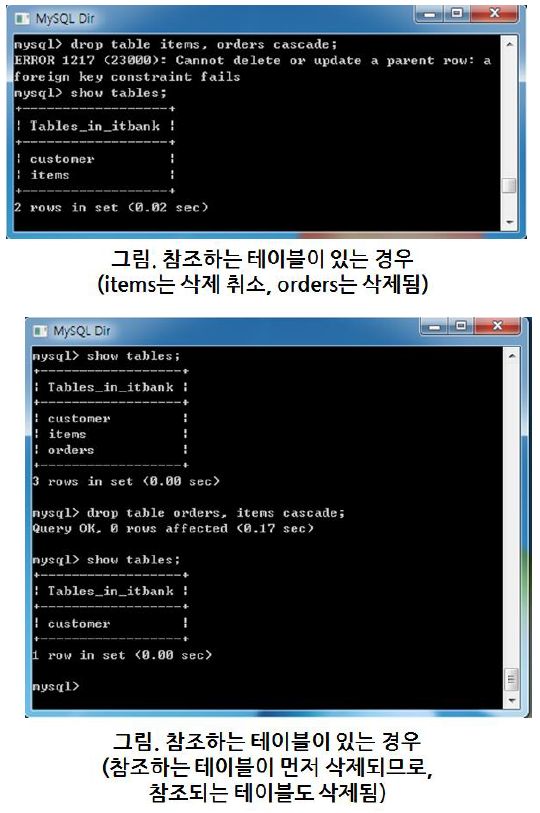 MySQL Dir
mysql> drop table items, orders cascade;
ERROR 1217 (23000): Cannot delete or update a parent row: a
foreign key constraint fails
mysql> show tables;
+------------------+
| Tables_in_itbank |
+------------------+
| customer         |
| items            |
+------------------+
2 rows in set (0.02 sec)
그림. 참조하는 테이블이 있는 경우
(items는 삭제 취소, orders는 삭제됨)
MySQL Dir
mysql> show tables;
+------------------+
| Tables_in_itbank |
+------------------+
| customer         |
| items            |
| orders           |
+------------------+
3 rows in set (0.00 sec)
mysql> drop table orders, items cascade;
Query OK, 0 rows affected (0.17 sec)
mysql> show tables;
+------------------+
| Tables_in_itbank |
+------------------+
| customer         |
+------------------+
1 row in set (0.00 sec)
mysql>
그림. 참조하는 테이블이 있는 경우
(참조하는 테이블이 먼저 삭제되므로,
참조되는 테이블도 삭제됨)